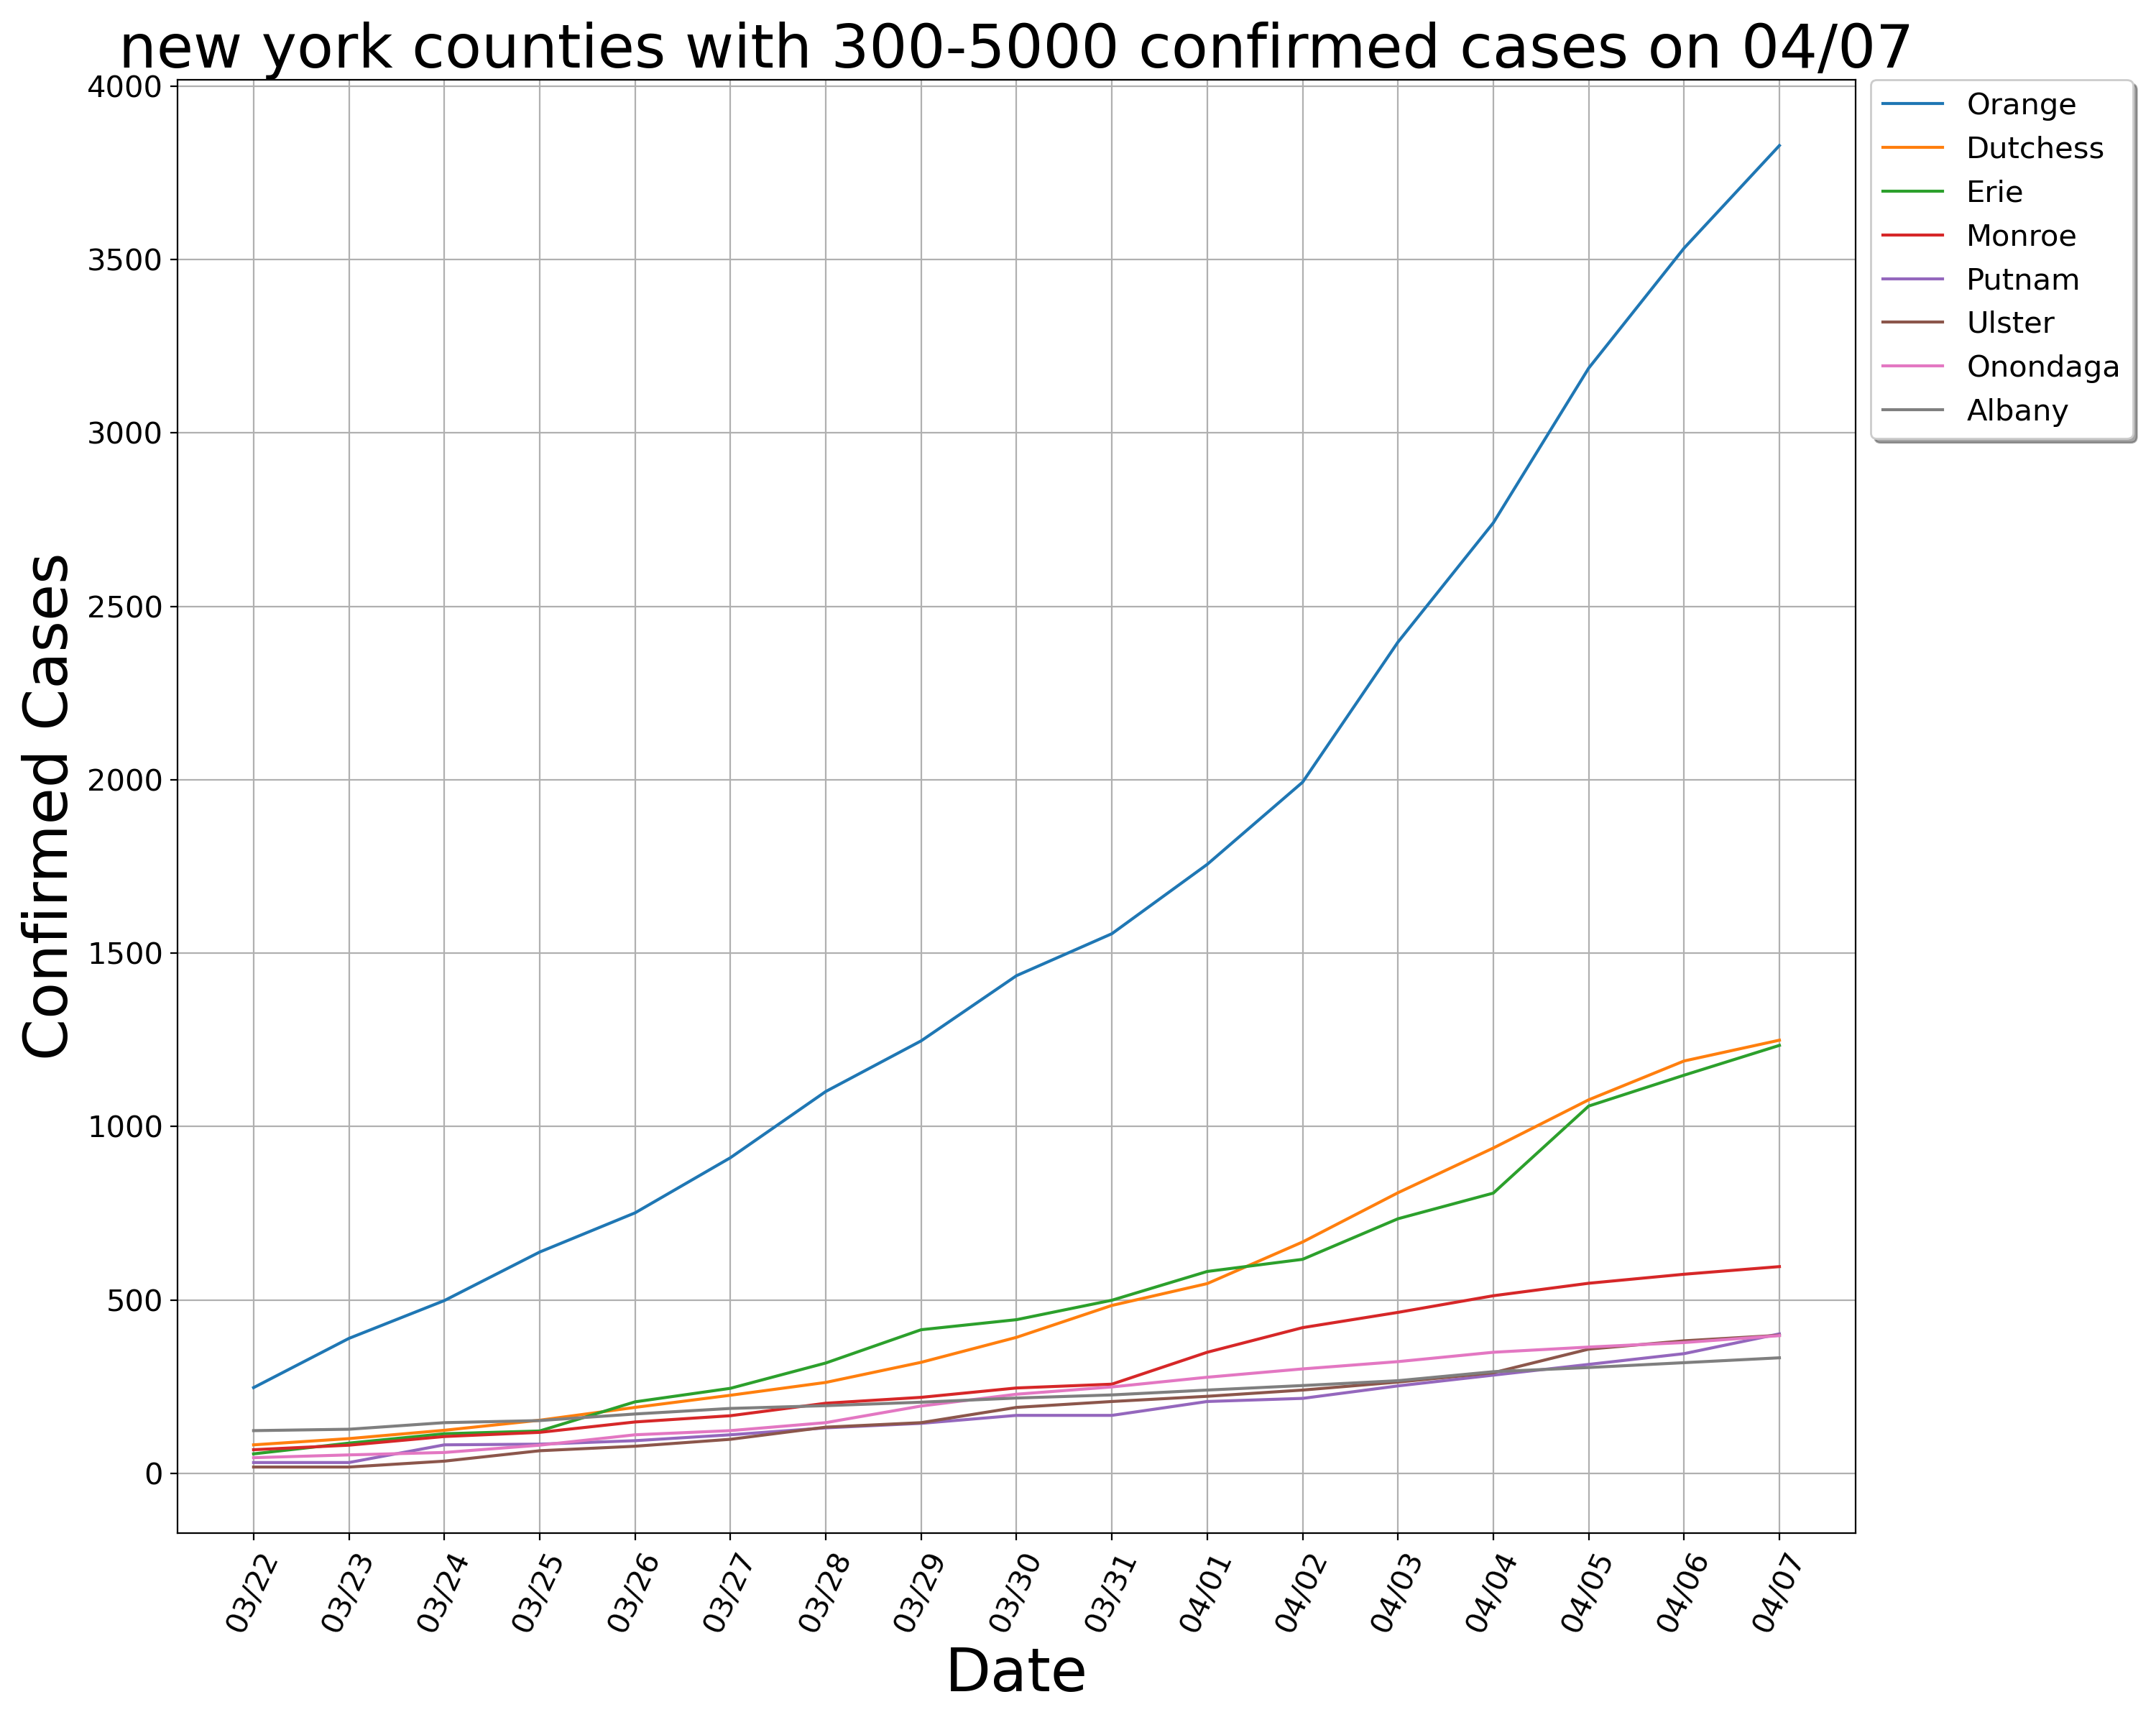 new york counties with 300-5000 confirmed cases on 04/07
4000
3500
3000
2500
2000
1500
1000
500
0
Confirmed Cases
03/22
03/23
03/24
03/25
03/26
03/27
03/28
03/29
03/30
03/31
04/01
04/02
04/03
04/04
04/05
04/06
04/07
Date
Orange
Dutchess
Erie
Monroe
Putnam
Ulster
Onondaga
Albany